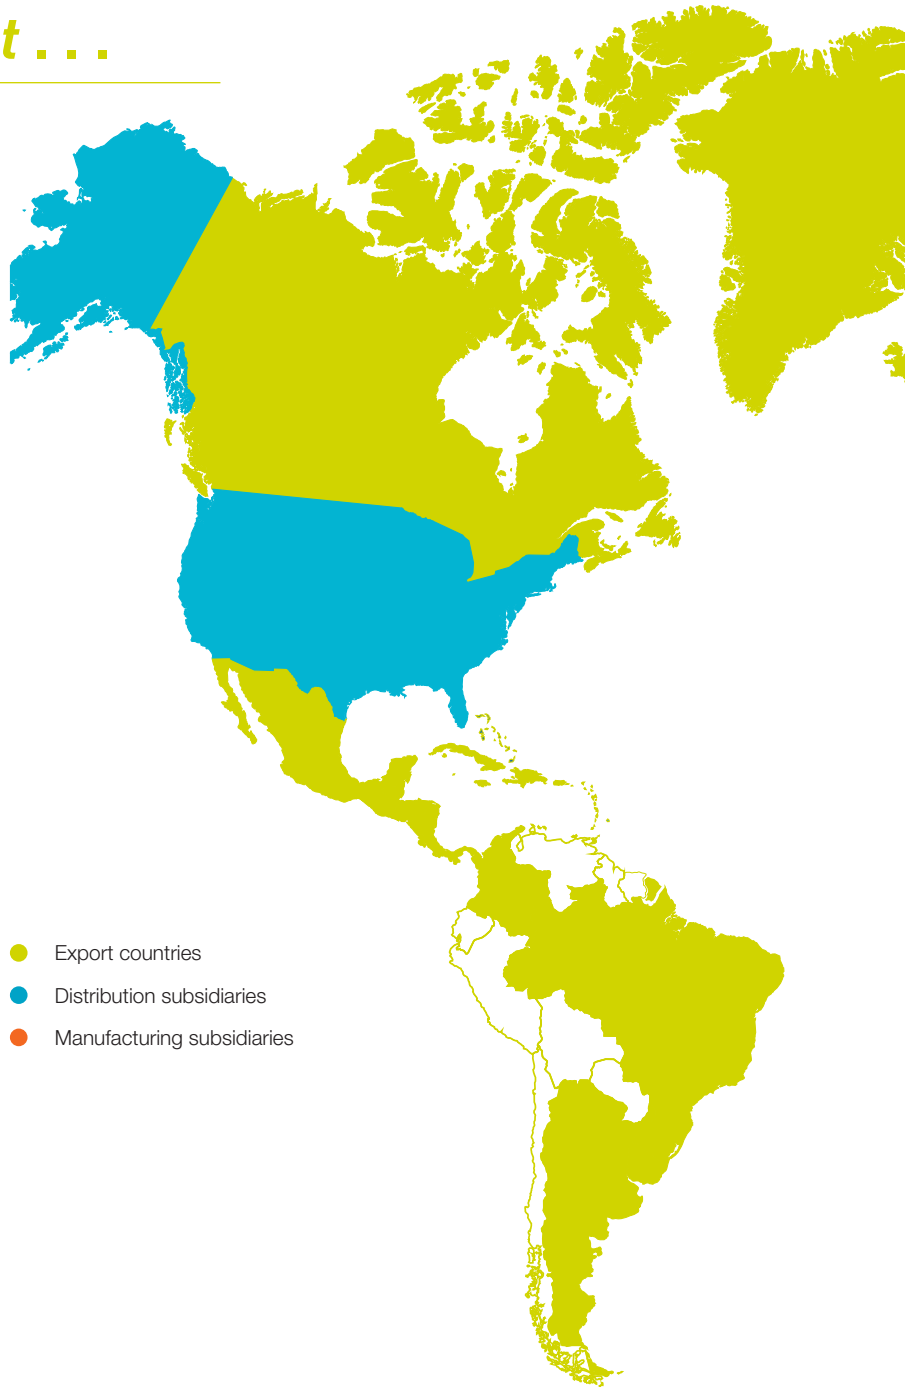 t . . .
Export countries
Distribution subsidiaries
Manufacturing subsidiaries